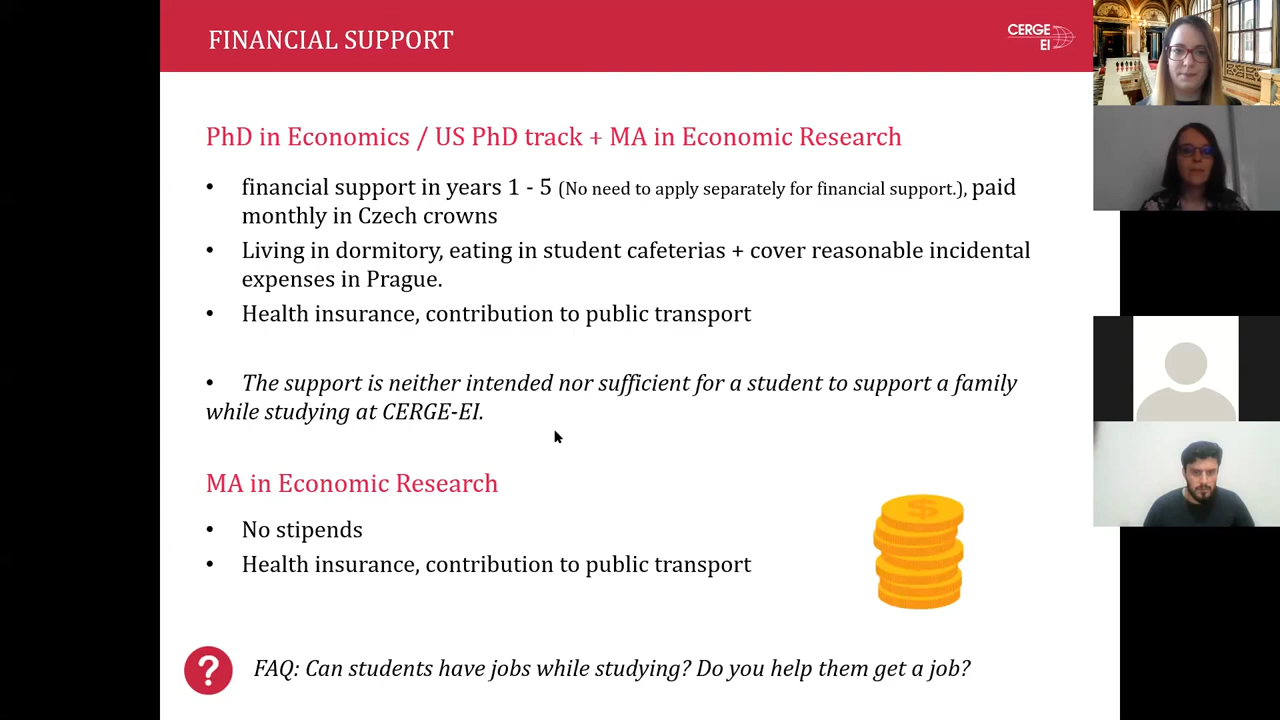 FINANCIAL SUPPORT
CERGE
EI
PhD in Economics / US PhD track + MA in Economic Research
• financial support in years 1 - 5 (No need to apply separately for financial support.), paid
monthly in Czech crowns
• Living in dormitory, eating in student cafeterias + cover reasonable incidental
expenses in Prague.
• Health insurance, contribution to public transport
• The support is neither intended nor sufficient for a student to support a family
while studying at CERGE-EI.
MA in Economic Research
• No stipends
• Health insurance, contribution to public transport
$
?
FAQ: Can students have jobs while studying? Do you help them get a job?